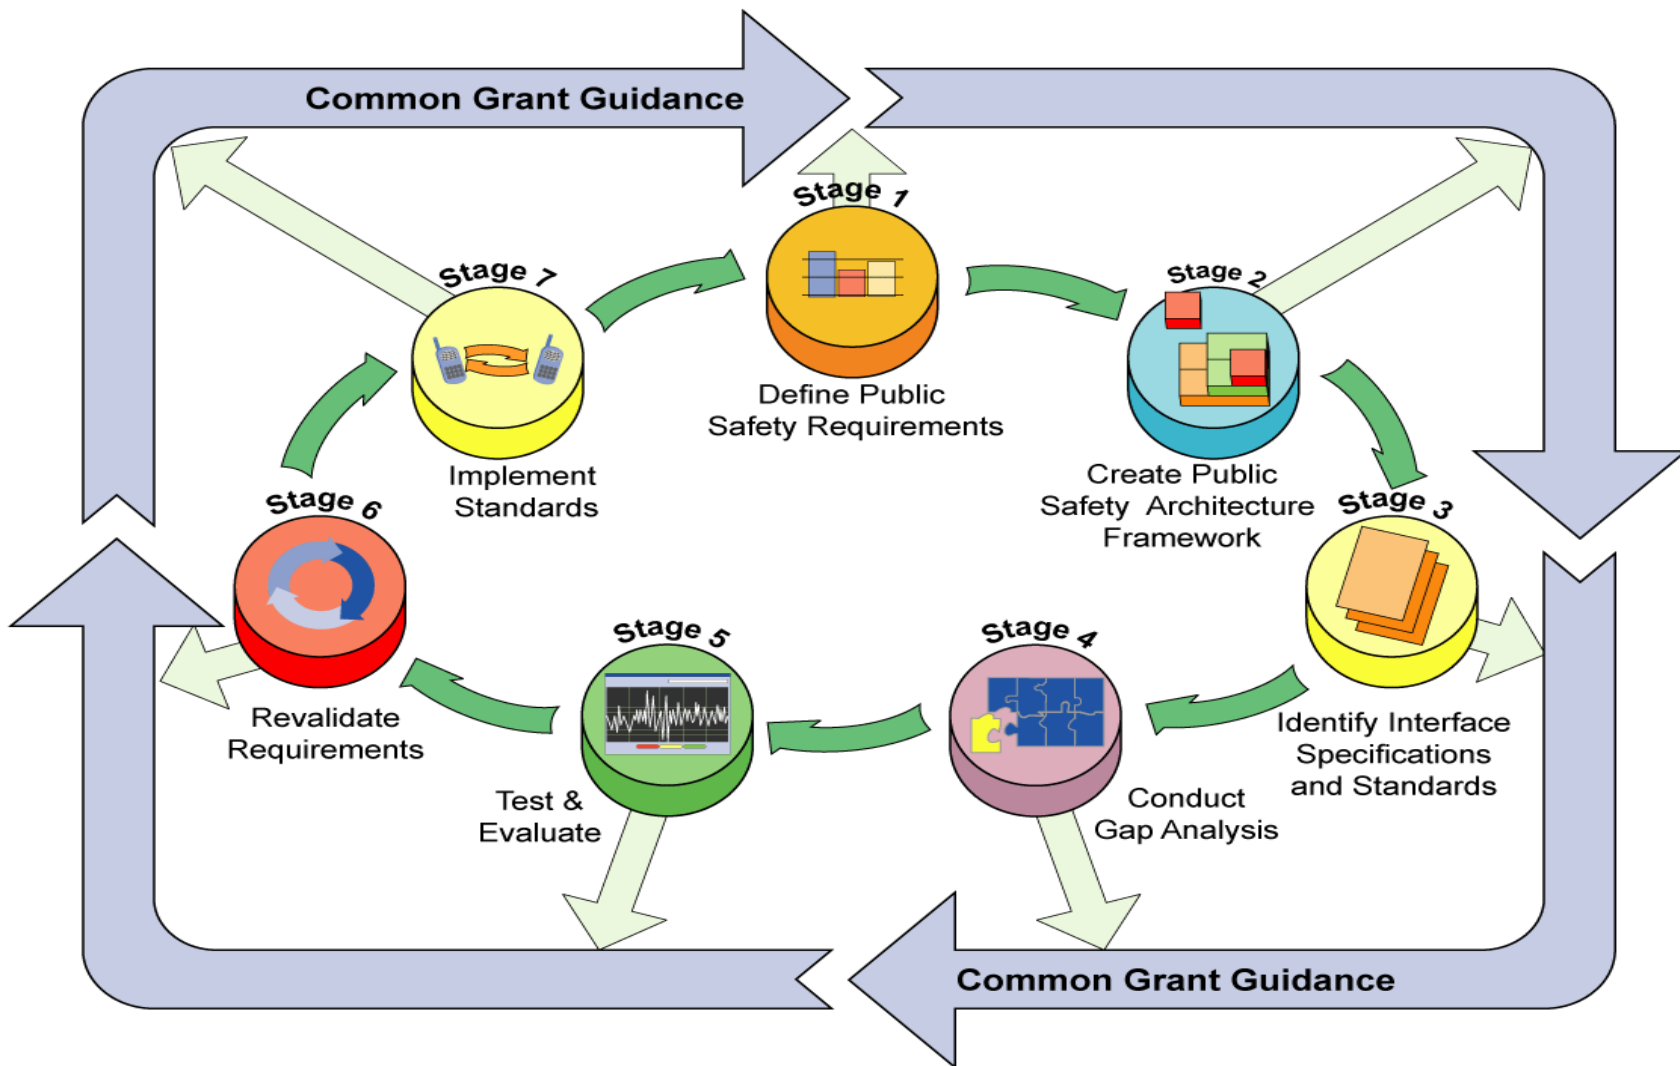 Common Grant Guidance
Stage 1
Define Public
Safety Requirements
Stage 2
Create Public
Safety Architecture
Framework
Stage 3
Identify Interface
Specifications
and Standards
Stage 4
Conduct
Gap Analysis
Stage 5
Test &
Evaluate
Stage 6
Revalidate
Requirements
Stage 7
Implement
Standards
Common Grant Guidance